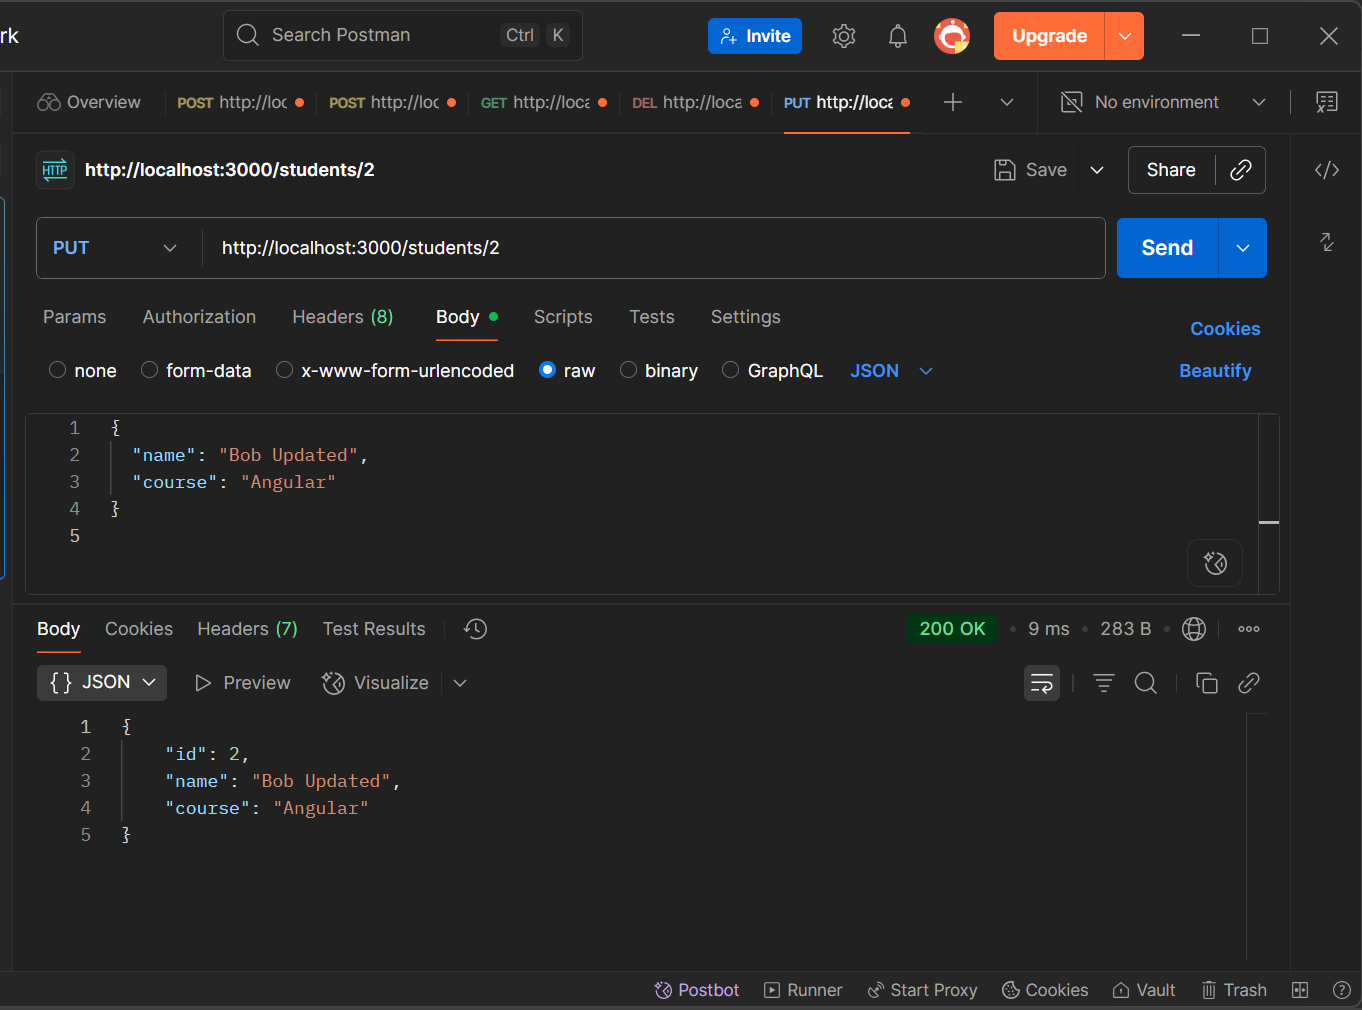 rk
Search Postman
Ctrl K
Invite
Upgrade
Overview
POST http://loc
POST http://loc
GET http://loca
DEL http://loca
PUT http://loca
No environment
HTTP
http://localhost:3000/students/2
Save
Share
PUT
http://localhost:3000/students/2
Send
Params Authorization Headers (8) Body Scripts Tests Settings
Cookies
none form-data x-www-form-urlencoded raw binary GraphQL JSON
Beautify
1 {
2 "name": "Bob Updated",
3 "course": "Angular"
4 }
5
Body Cookies Headers (7) Test Results
200 OK • 9 ms • 283 B •
{} JSON Preview Visualize
1 {
2 "id": 2,
3 "name": "Bob Updated",
4 "course": "Angular"
5 }
Postbot Runner Start Proxy Cookies Vault Trash